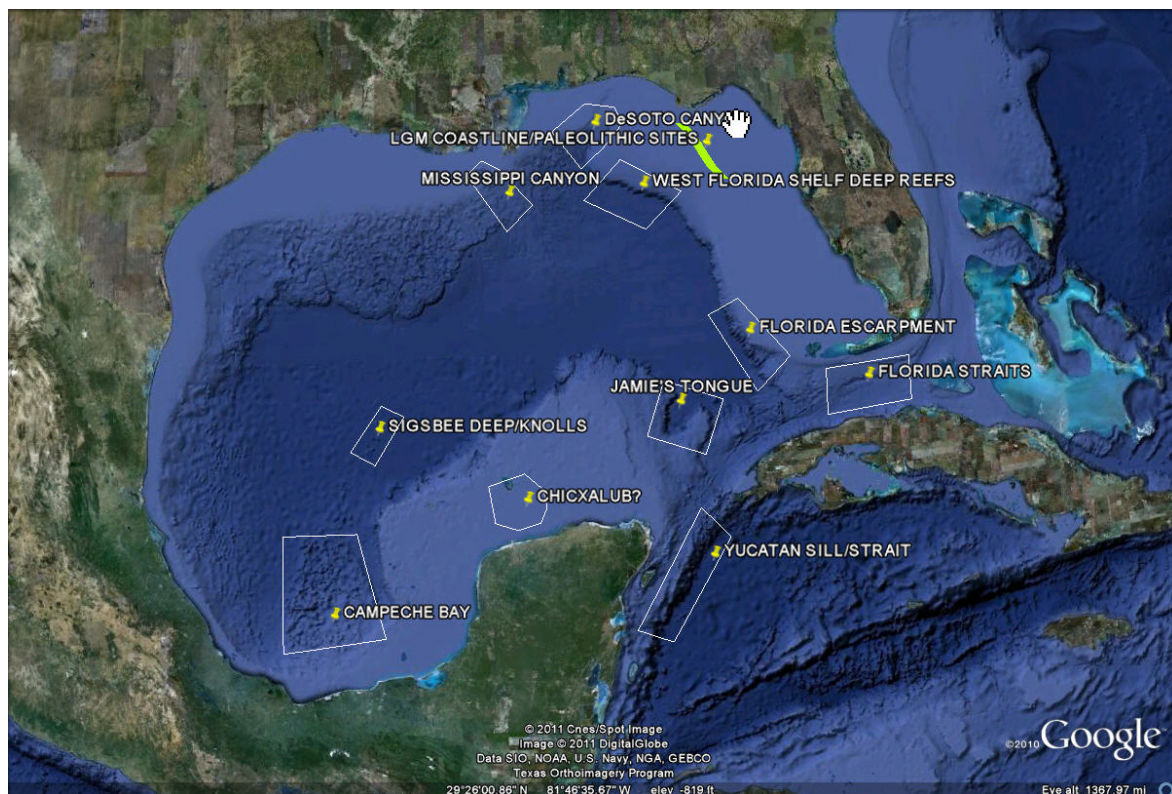 DeSOTO CANY
LGM COASTLINE/PALEOLITHIC SITES
MISSISSIPPI CANYON
WEST FLORIDA SHELF DEEP REEFS
FLORIDA ESCARPMENT
FLORIDA STRAITS
JAMIE'S TONGUE
SIGSBEE DEEP/KNOLLS
CHICXALUB?
YUCATAN SILL/STRAIT
CAMPECHE BAY
© 2011 Cnes/Spot Image
Image © 2011 DigitalGlobe
Data SIO, NOAA, U.S. Navy, NGA, GEBCO
Texas Orthoimagery Program
©2010 Google
29°26'00.86" N 81°46'35.67" W elev -819 ft
Eye alt 1367.97 mi